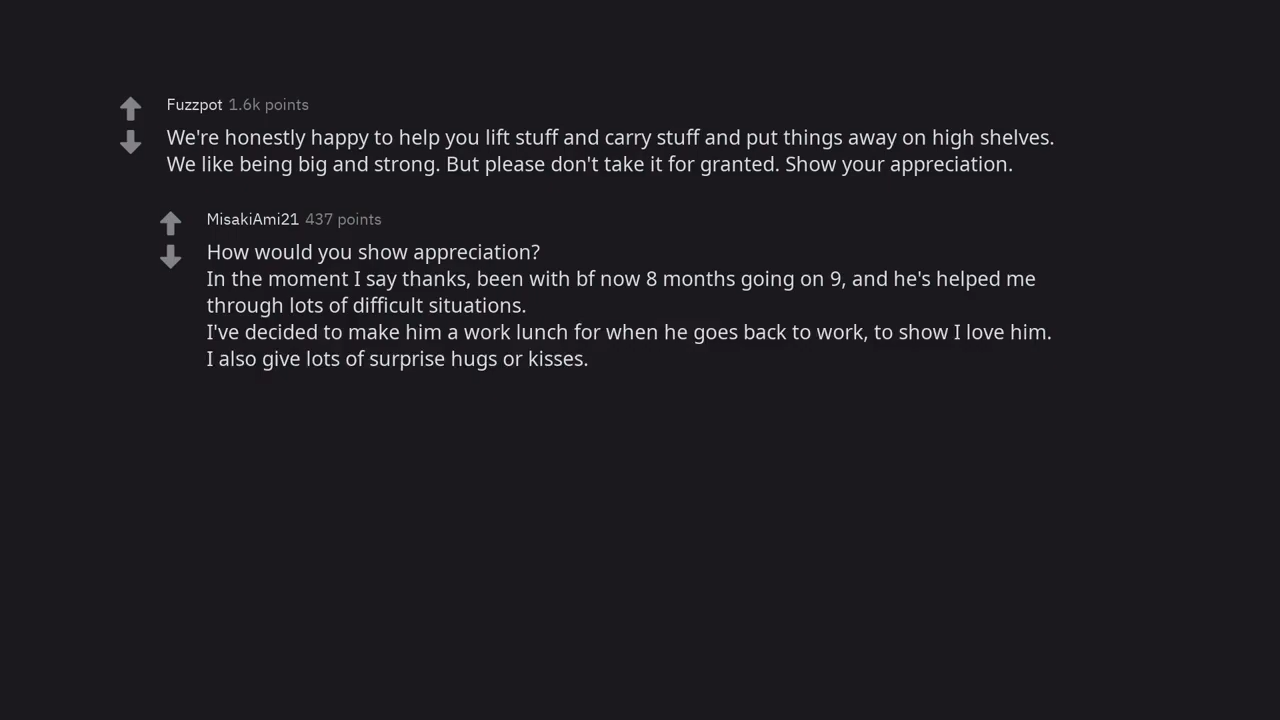 Fuzzpot 1.6k points
We're honestly happy to help you lift stuff and carry stuff and put things away on high shelves.
We like being big and strong. But please don't take it for granted. Show your appreciation.
MisakiAmi21 437 points
How would you show appreciation?
In the moment I say thanks, been with bf now 8 months going on 9, and he's helped me
through lots of difficult situations.
I've decided to make him a work lunch for when he goes back to work, to show I love him.
I also give lots of surprise hugs or kisses.